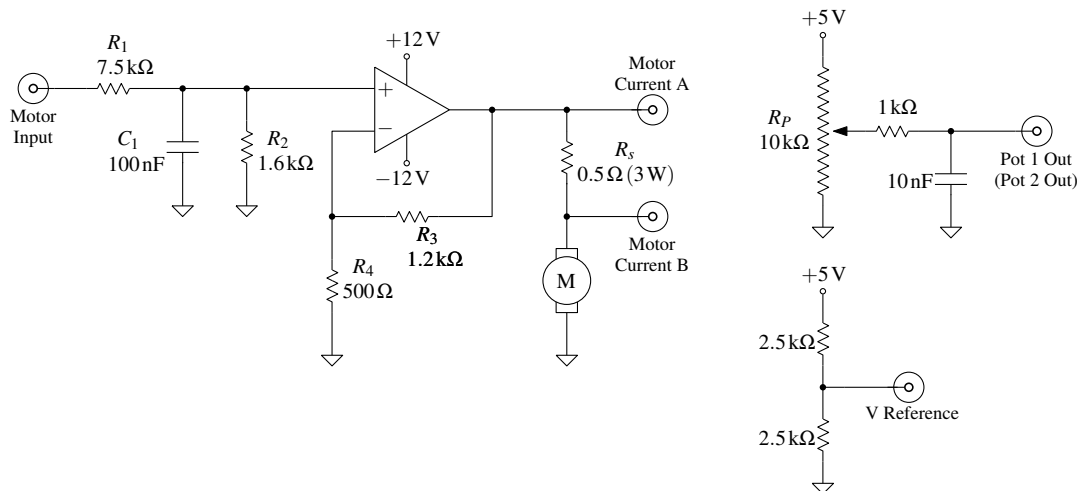 R1
7.5kΩ
Motor
Input
C1
100nF
R2
1.6kΩ
+12V
+
−
−12V
R3
1.2kΩ
R4
500Ω
Motor
Current A
Rs
0.5Ω(3W)
Motor
Current B
M
+5V
RP
10kΩ
1kΩ
10nF
Pot 1 Out
(Pot 2 Out)
+5V
2.5kΩ
V Reference
2.5kΩ